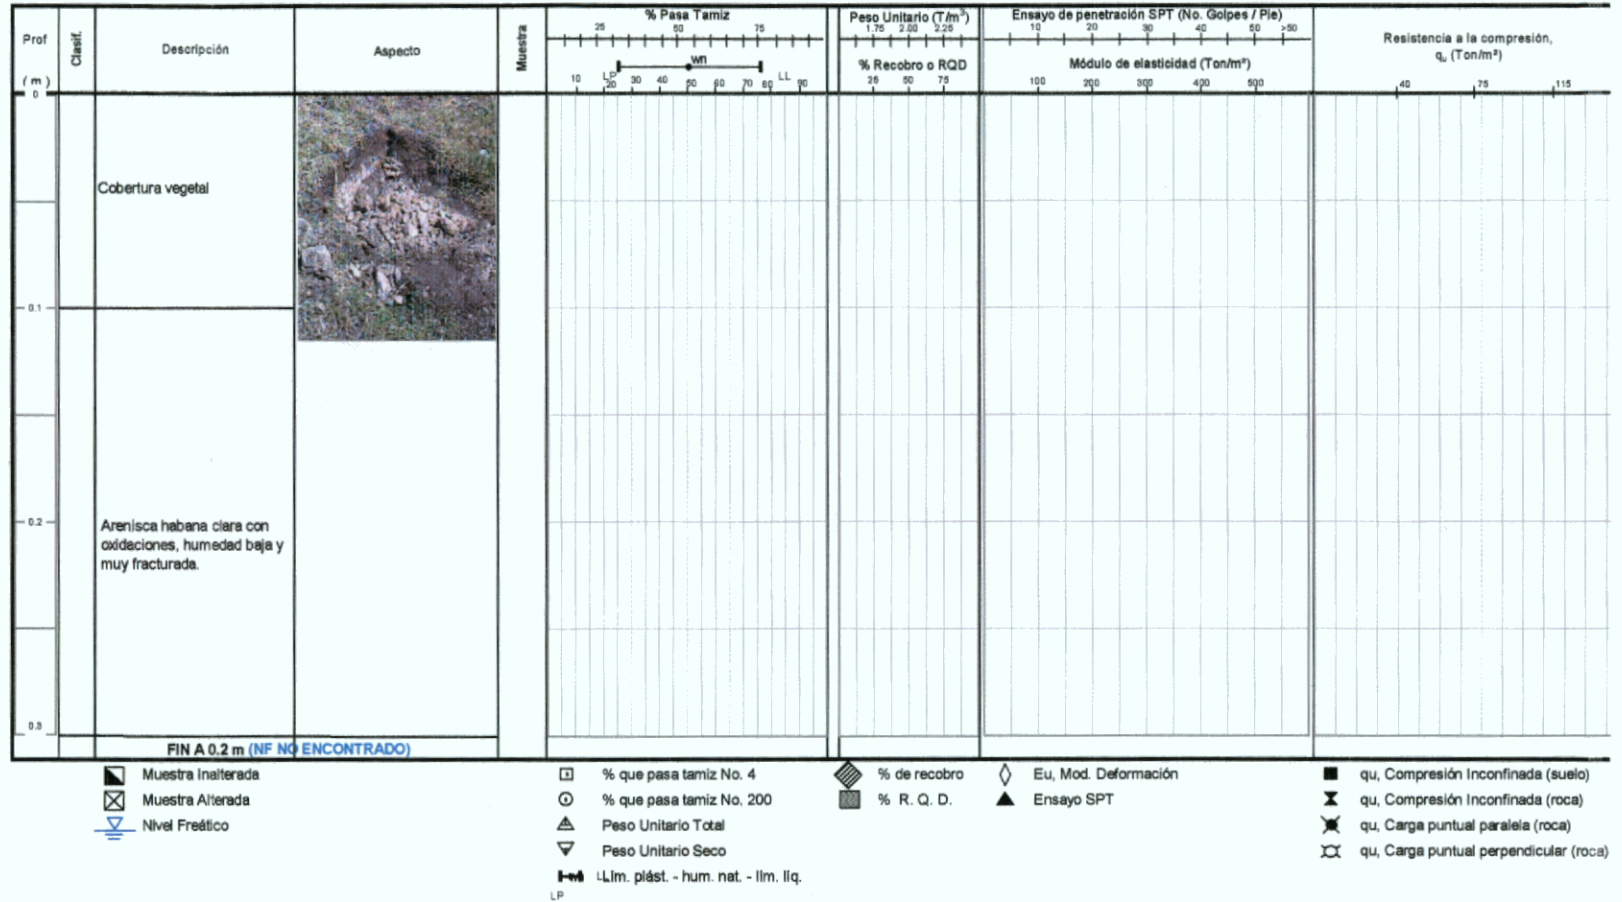 % Pasa Tamiz
25 50 75
Peso Unitario (T/m³)
1.75 2.00 2.25
Ensayo de penetración SPT (No. Golpes / Pie)
10 20 30 40 50 >50
Prof
( m )
Clasif.
Descripción
Aspecto
Muestra
wn
LP LL
10 20 30 40 50 60 70 80 90
% Recobro o RQD
25 50 75
Módulo de elasticidad (Ton/m²)
100 200 300 400 500
Resistencia a la compresión,
qu (Ton/m²)
40 75 115
0
Cobertura vegetal
0.1
0.2
Arenisca habana clara con
oxidaciones, humedad baja y
muy fracturada.
0.3
FIN A 0.2 m (NF NO ENCONTRADO)
Muestra Inalterada
Muestra Alterada
Nivel Freático
% que pasa tamiz No. 4
% que pasa tamiz No. 200
Peso Unitario Total
Peso Unitario Seco
LLím. plást. - hum. nat. - lím. líq.
LP
% de recobro
% R. Q. D.
Eu, Mod. Deformación
Ensayo SPT
qu, Compresión Inconfinada (suelo)
qu, Compresión Inconfinada (roca)
qu, Carga puntual paralela (roca)
qu, Carga puntual perpendicular (roca)